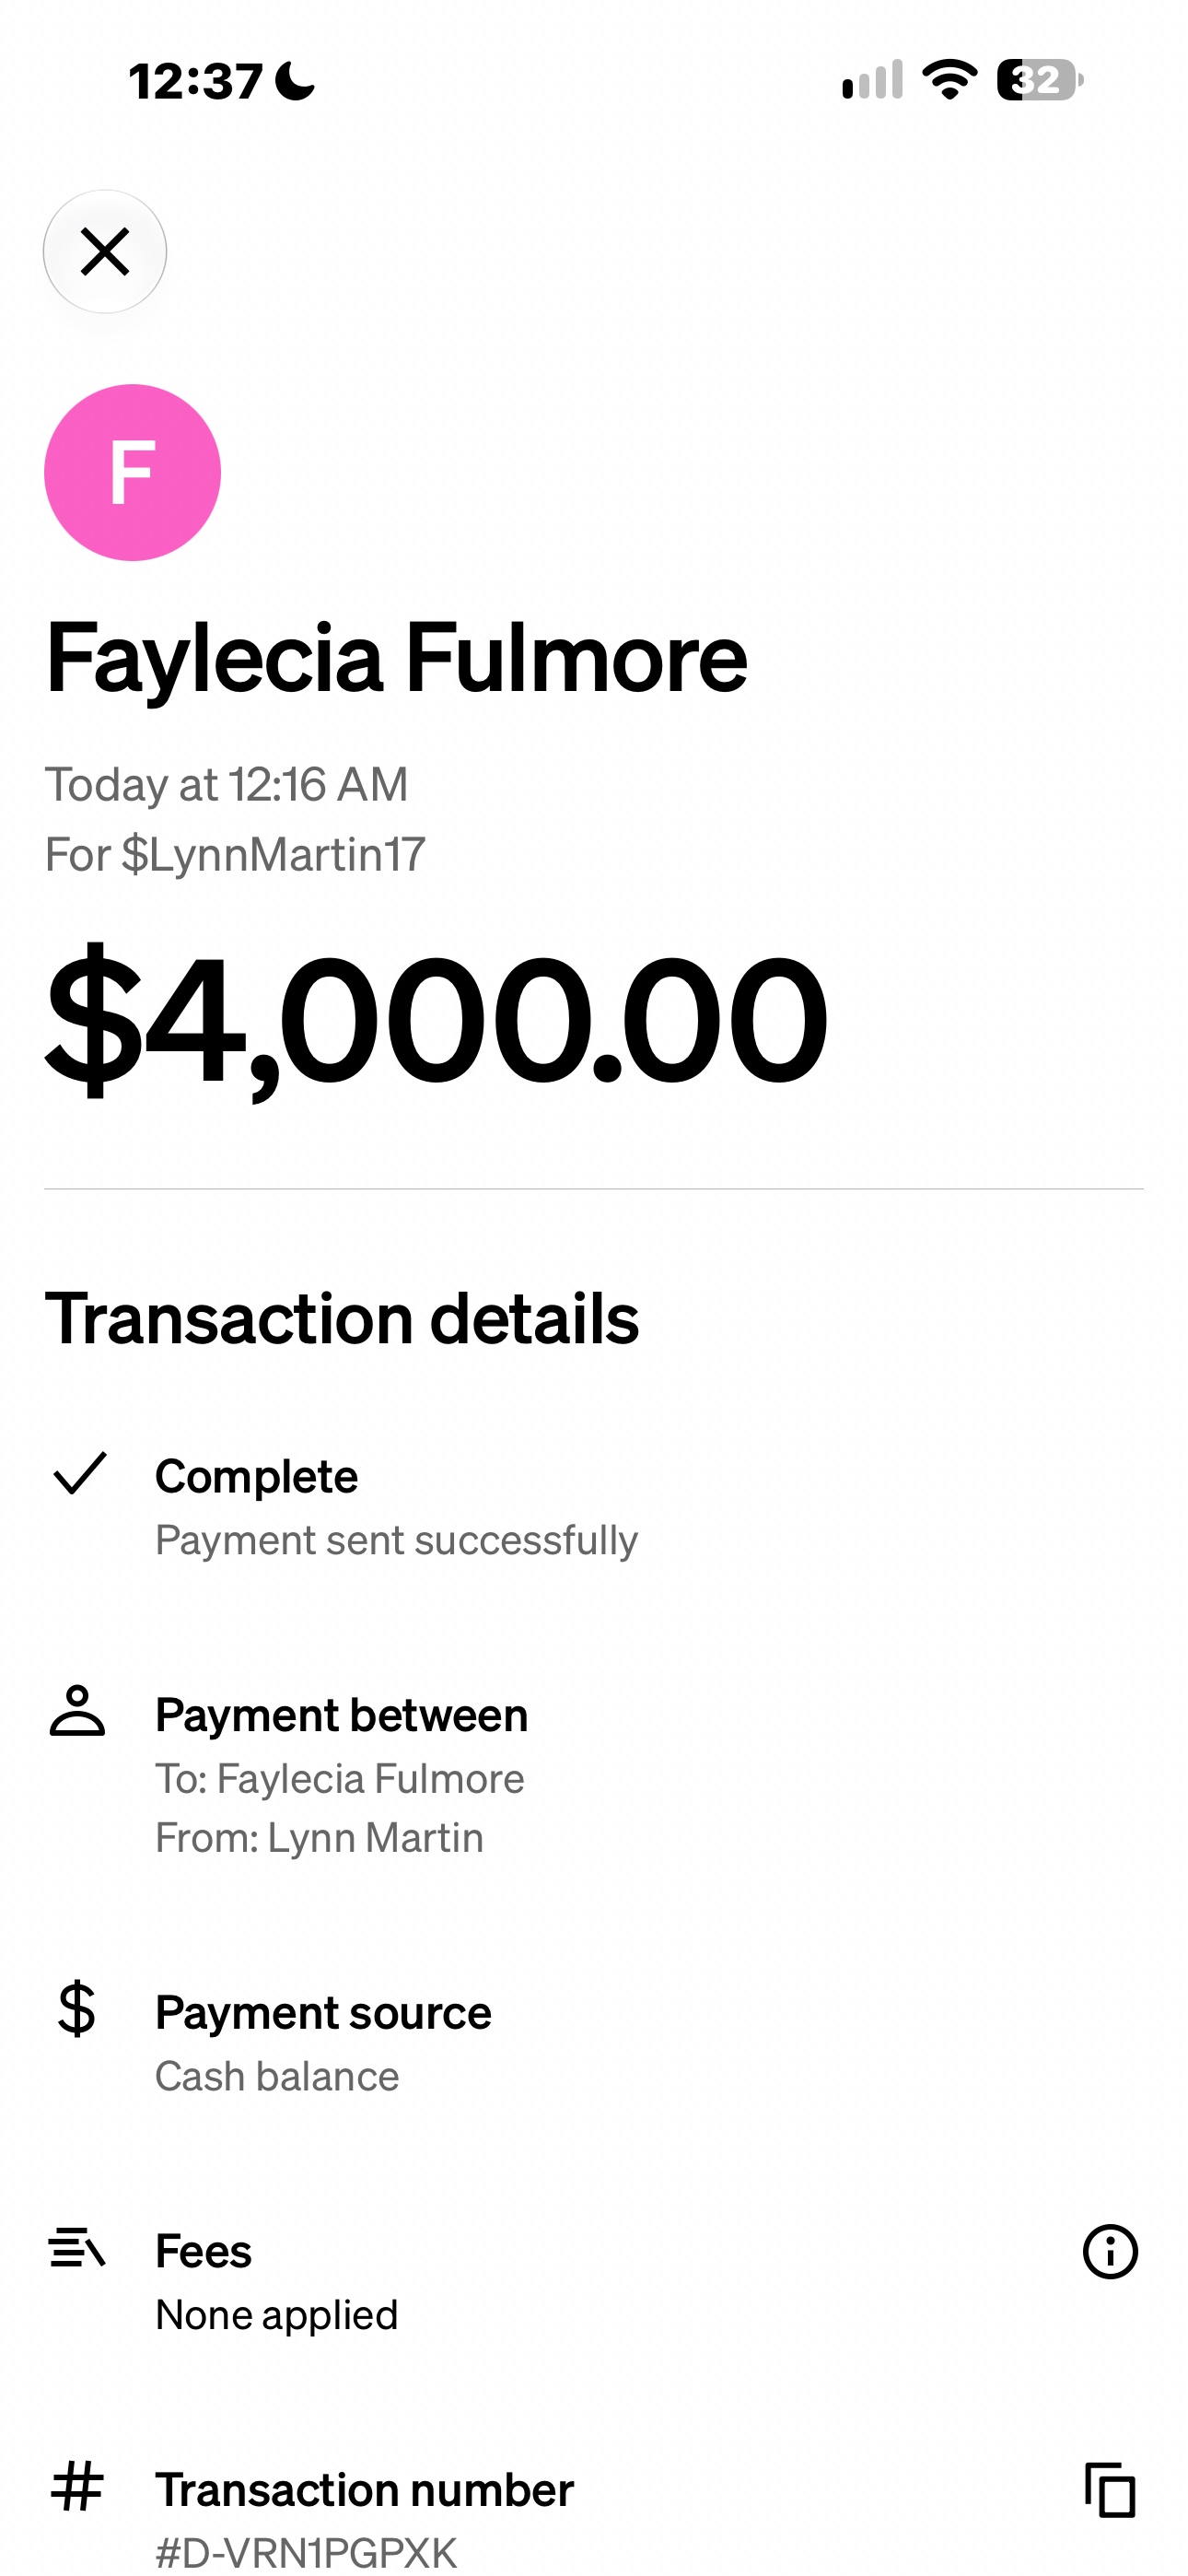 12:37
32
F
Faylecia Fulmore
Today at 12:16 AM
For $LynnMartin17
$4,000.00
Transaction details
Complete
Payment sent successfully
Payment between
To: Faylecia Fulmore
From: Lynn Martin
Payment source
Cash balance
Fees
None applied
Transaction number
#D-VRN1PGPXK